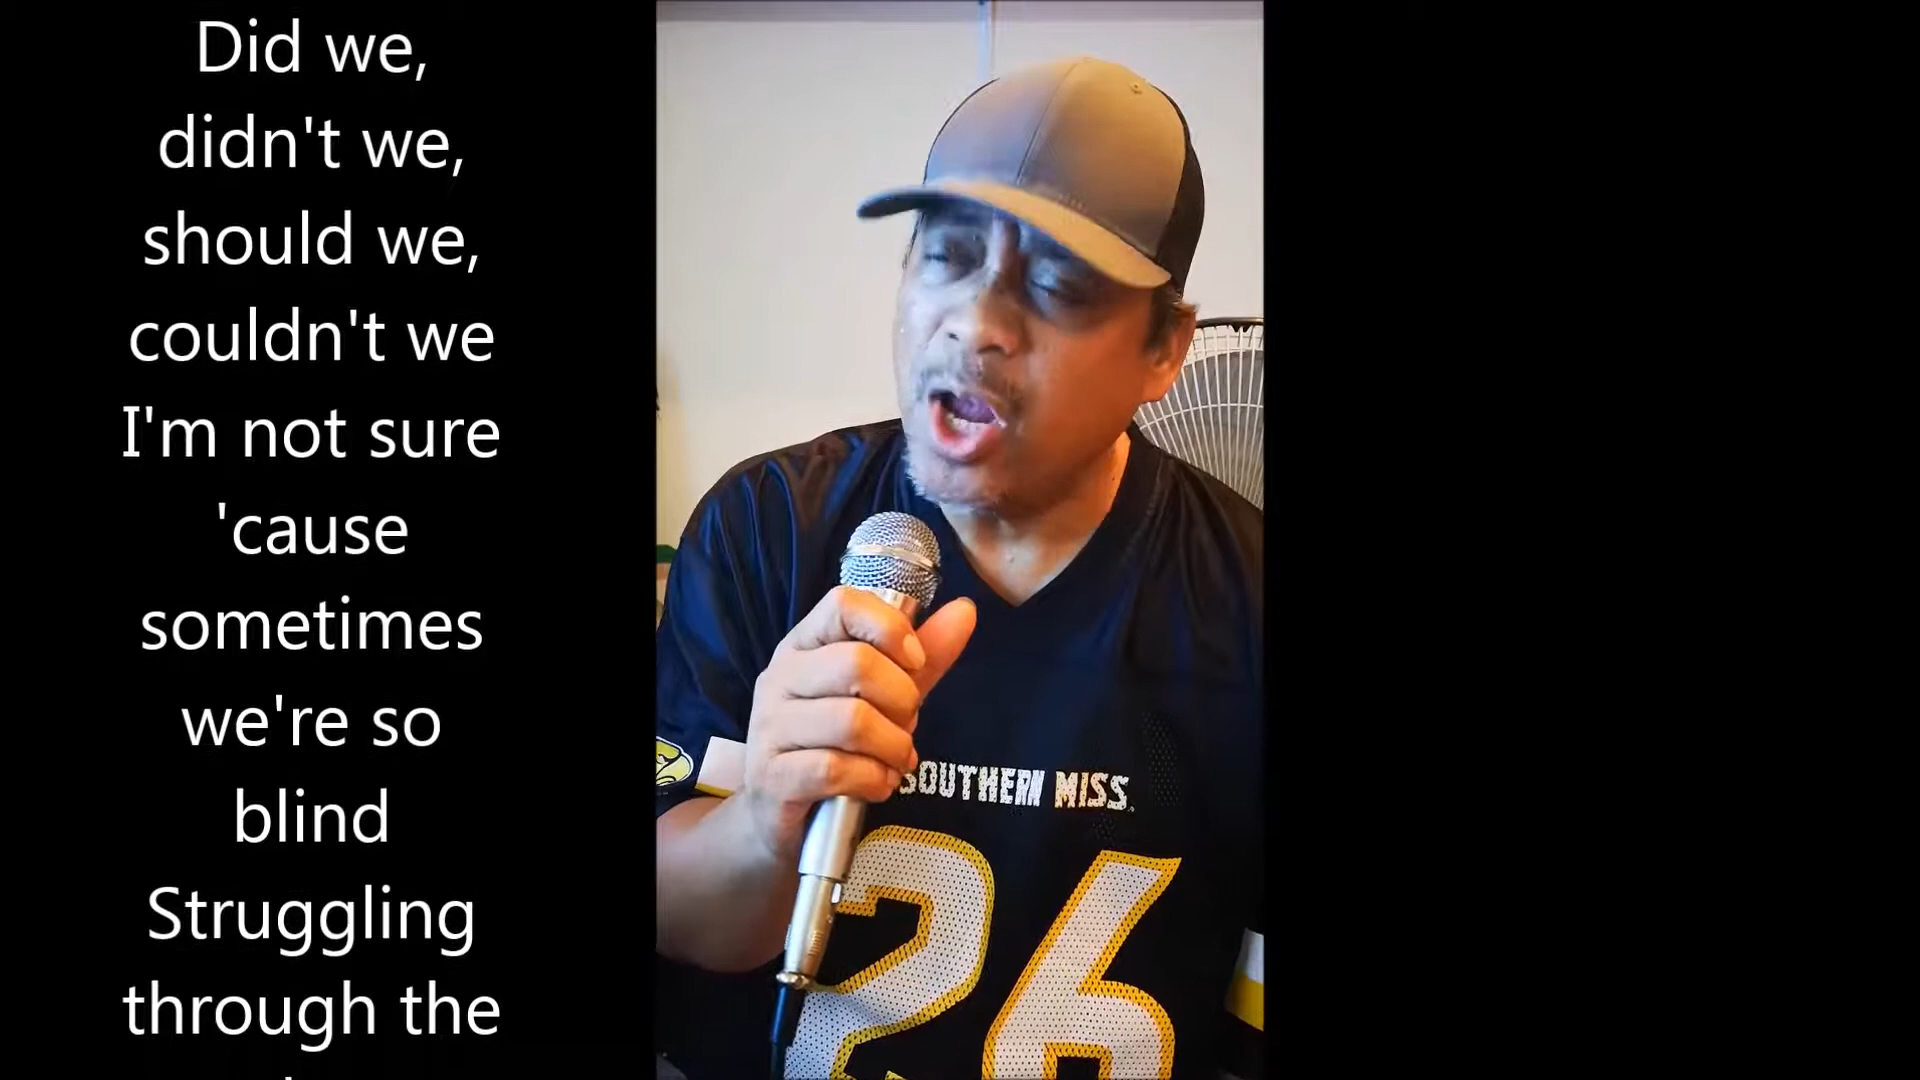 Did we,
didn't we,
should we,
couldn't we
I'm not sure
'cause
sometimes
we're so
blind
Struggling
through the
SOUTHERN MISS.
26